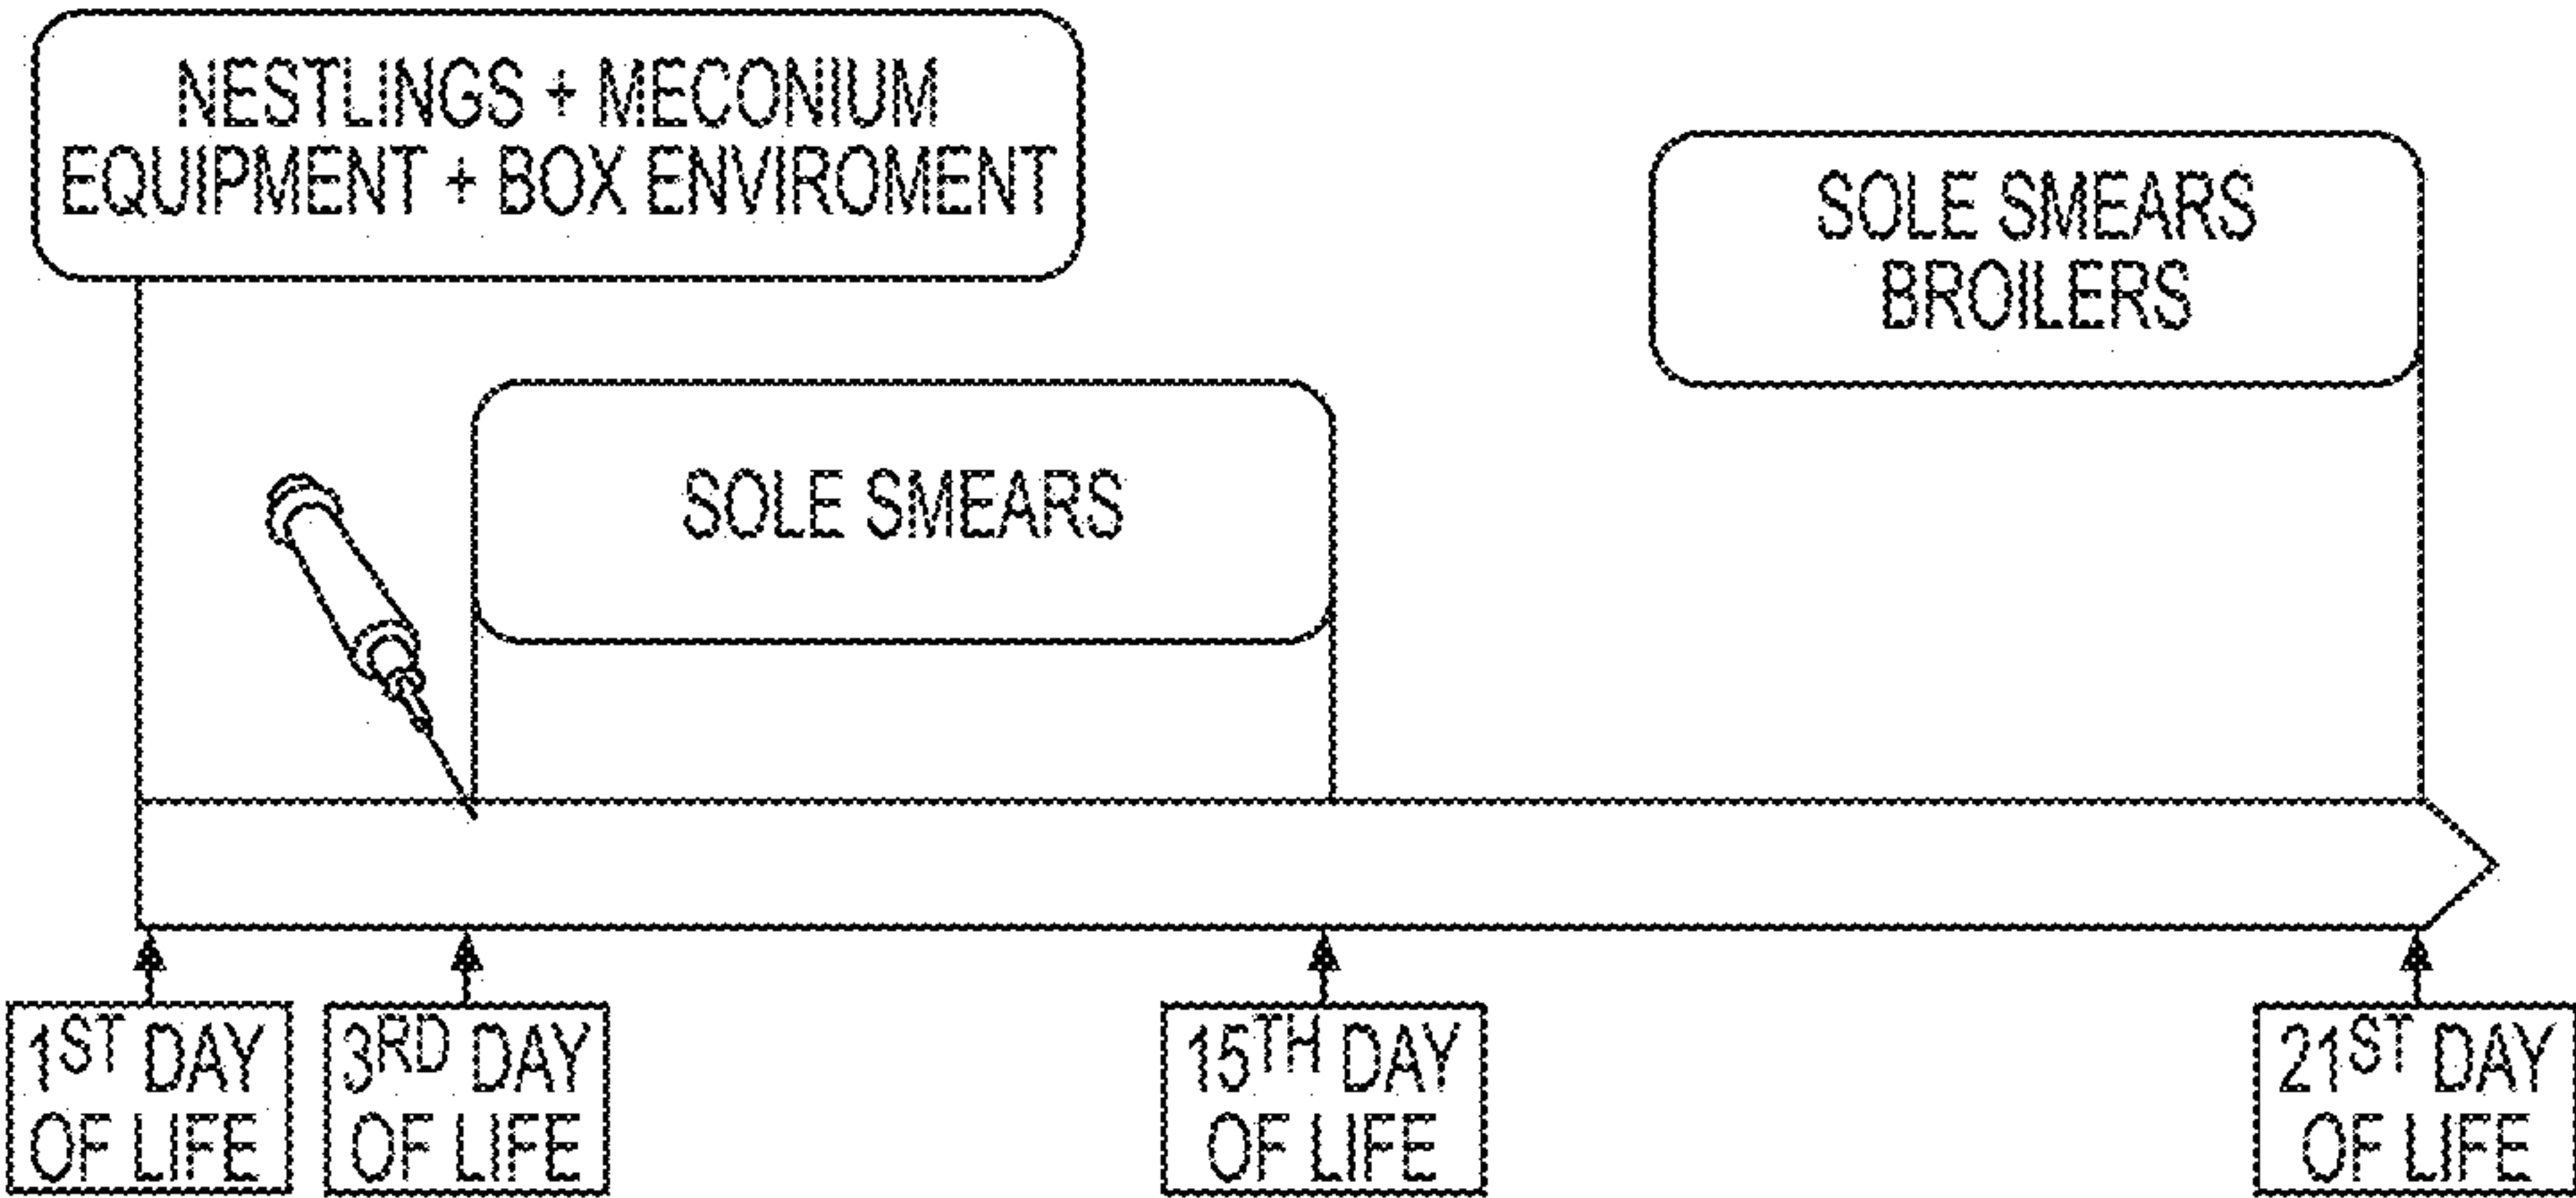 NESTLINGS + MECONIUM
EQUIPMENT + BOX ENVIROMENT
SOLE SMEARS
BROILERS
SOLE SMEARS
1ST DAY
OF LIFE
3RD DAY
OF LIFE
15TH DAY
OF LIFE
21ST DAY
OF LIFE